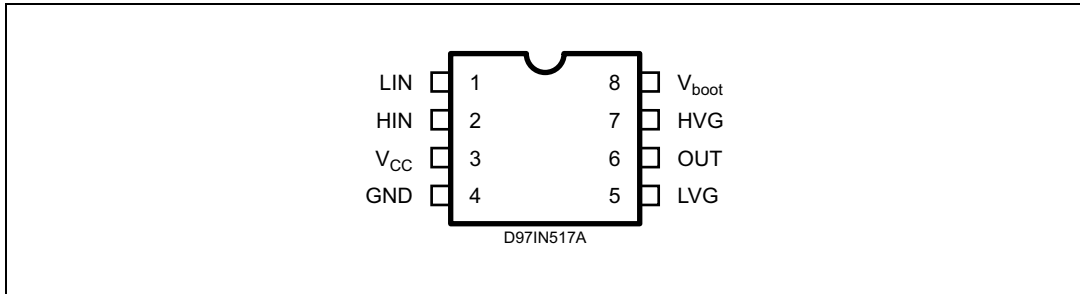 LIN 1 8 Vboot
HIN 2 7 HVG
VCC 3 6 OUT
GND 4 5 LVG
D97IN517A